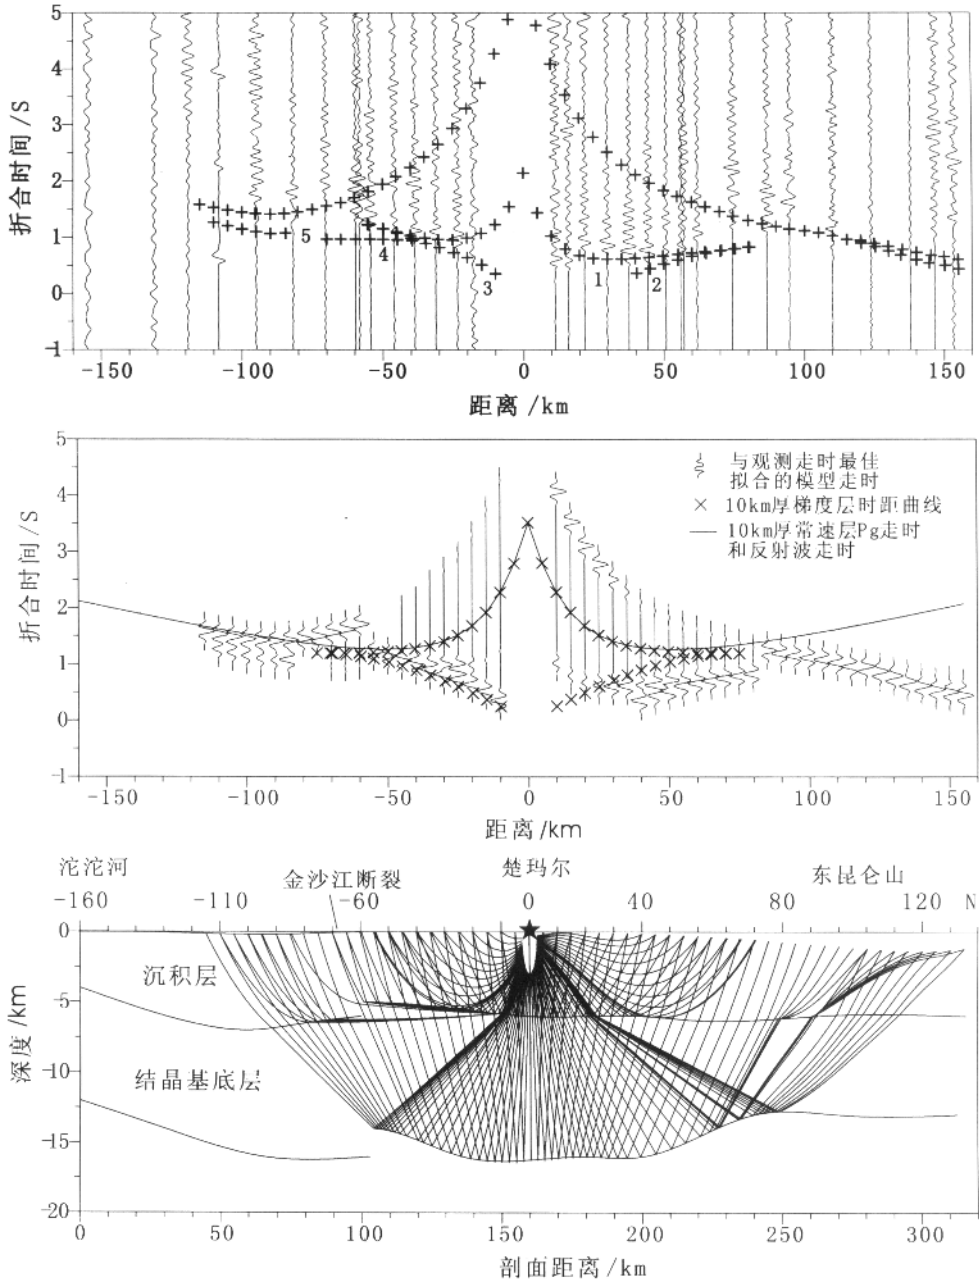 5
4
3
2
1
0
-1
折合时间/S
5
4
3
1
2
-150
-100
-50
0
50
100
150
距离/km
5
4
3
2
1
0
-1
折合时间/S
与观测走时最佳
拟合的模型走时
10km厚梯度层时距曲线
10km厚常速层Pg走时
和反射波走时
-150
-100
-50
0
50
100
150
距离/km
沱沱河
金沙江断裂
楚玛尔
东昆仑山
-160
-110
-60
0
40
80
120
N
0
-5
-10
-15
-20
深度/km
沉积层
结晶基底层
0
50
100
150
200
250
300
剖面距离/km